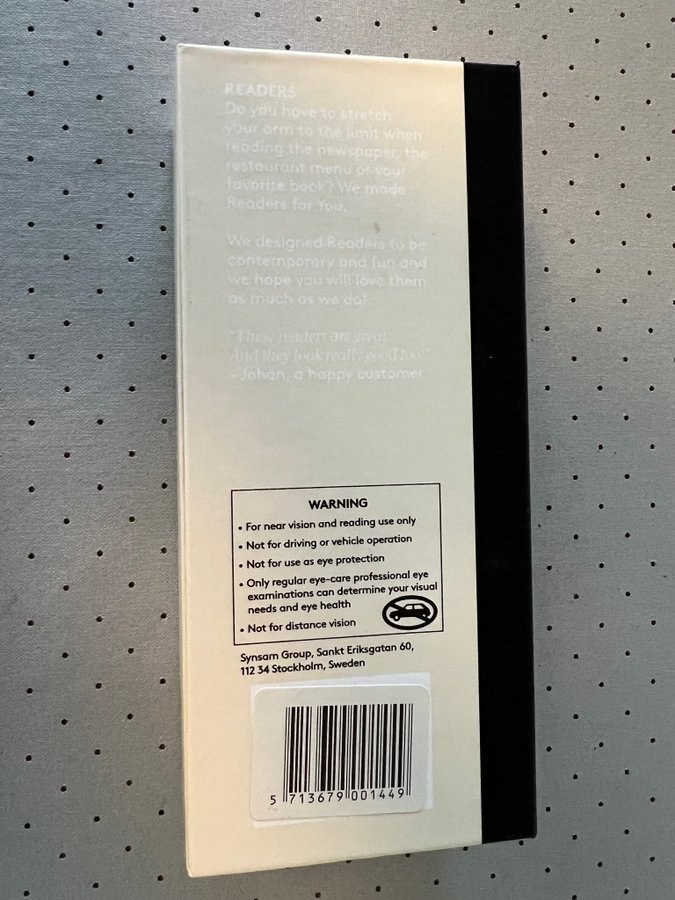 READERS
Do you have to stretch
your arm to the limit when
reading the newspaper, the
restaurant menu or your
favorite book? We made
Readers for You.
We designed Readers to be
contemporary and fun and
we hope you will love them
as much as we do!
"These readers are great.
And they look really good too!"
– Johan, a happy customer
WARNING
• For near vision and reading use only
• Not for driving or vehicle operation
• Not for use as eye protection
• Only regular eye-care professional eye
examinations can determine your visual
needs and eye health
• Not for distance vision
Synsam Group, Sankt Eriksgatan 60,
112 34 Stockholm, Sweden
5 713679 001449